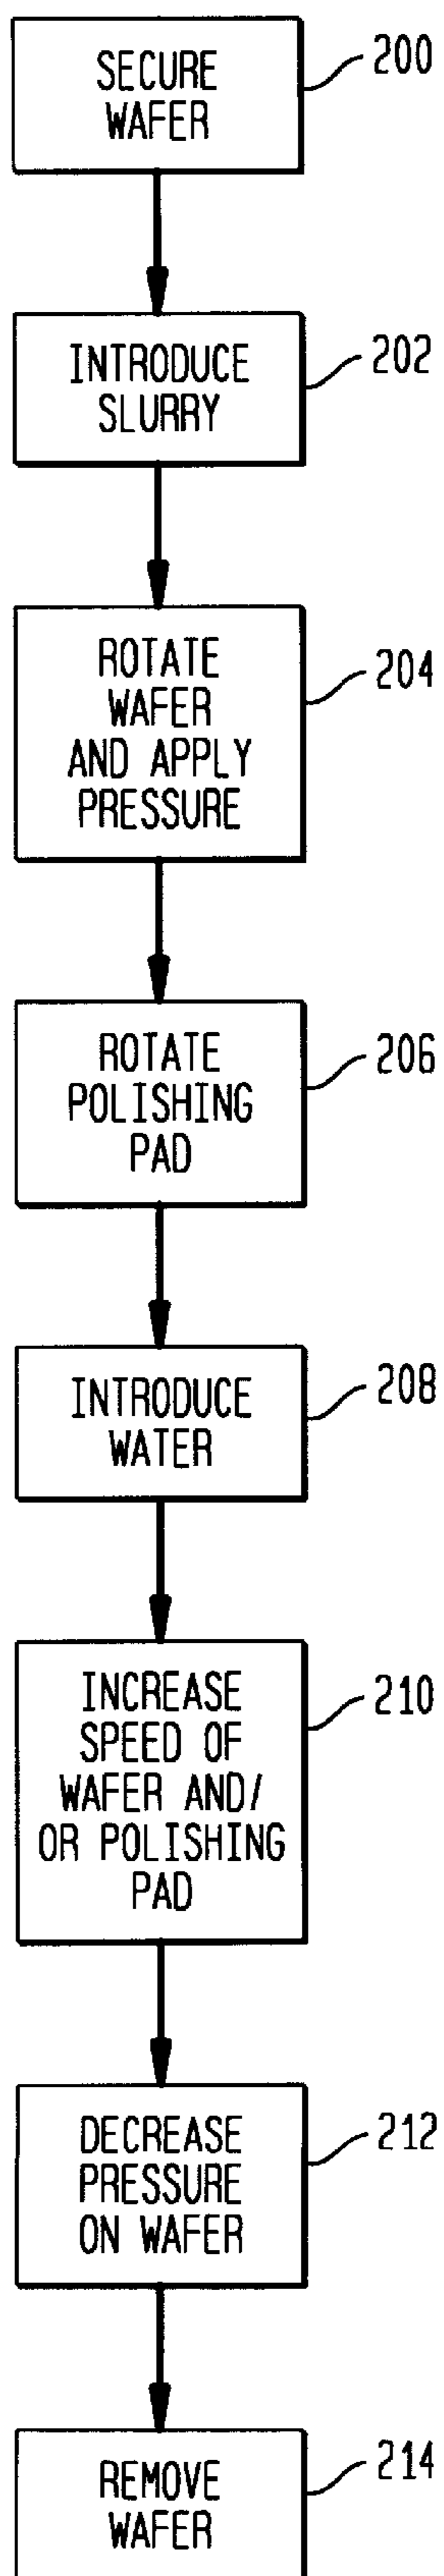 SECURE
WAFER
200
INTRODUCE
SLURRY
202
ROTATE
WAFER
AND APPLY
PRESSURE
204
ROTATE
POLISHING
PAD
206
INTRODUCE
WATER
208
INCREASE
SPEED OF
WAFER AND/
OR POLISHING
PAD
210
DECREASE
PRESSURE
ON WAFER
212
REMOVE
WAFER
214